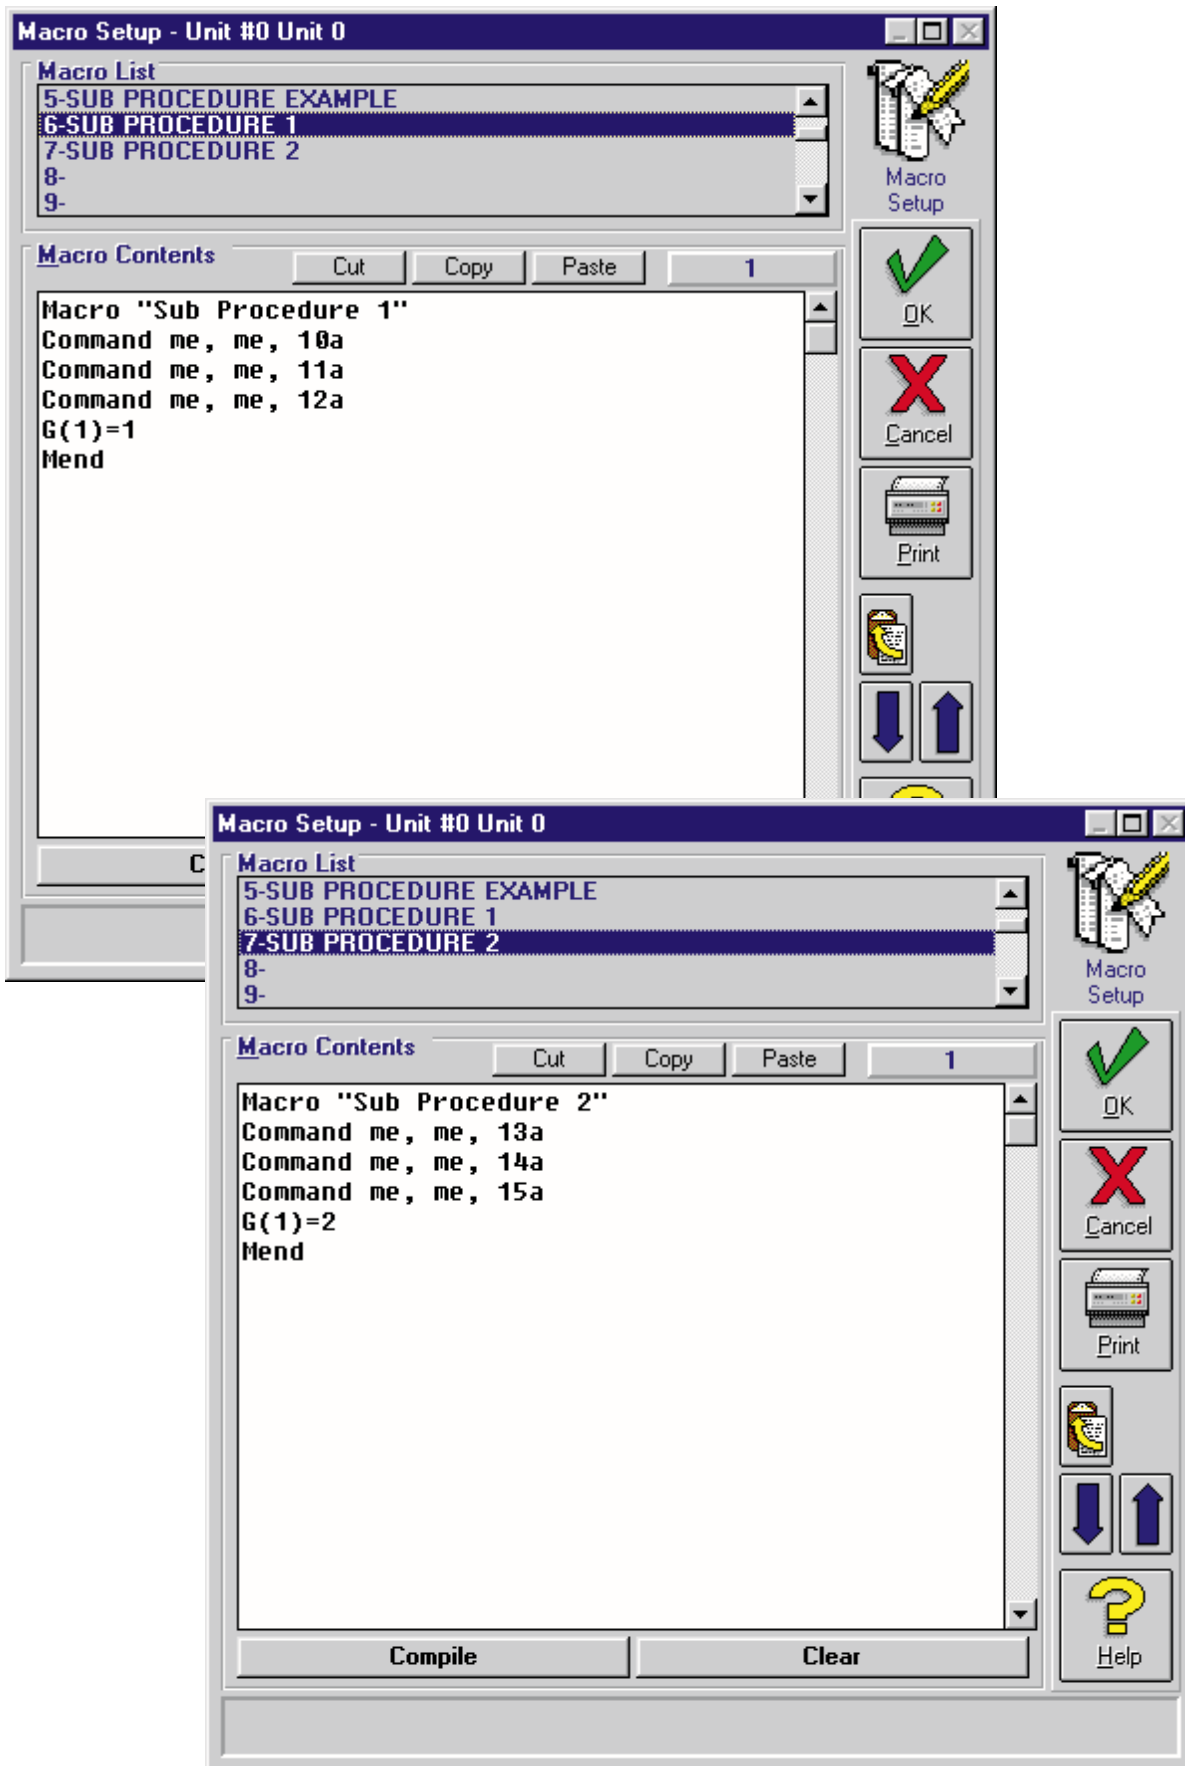 Macro Setup - Unit #0 Unit 0
Macro List
5-SUB PROCEDURE EXAMPLE
6-SUB PROCEDURE 1
7-SUB PROCEDURE 2
8-
9-
Macro
Setup
Macro Contents
Cut Copy Paste 1
Macro "Sub Procedure 1"
Command me, me, 10a
Command me, me, 11a
Command me, me, 12a
G(1)=1
Mend
OK
Cancel
Print
C
Macro Setup - Unit #0 Unit 0
Macro List
5-SUB PROCEDURE EXAMPLE
6-SUB PROCEDURE 1
7-SUB PROCEDURE 2
8-
9-
Macro
Setup
Macro Contents
Cut Copy Paste 1
Macro "Sub Procedure 2"
Command me, me, 13a
Command me, me, 14a
Command me, me, 15a
G(1)=2
Mend
OK
Cancel
Print
Compile Clear
Help